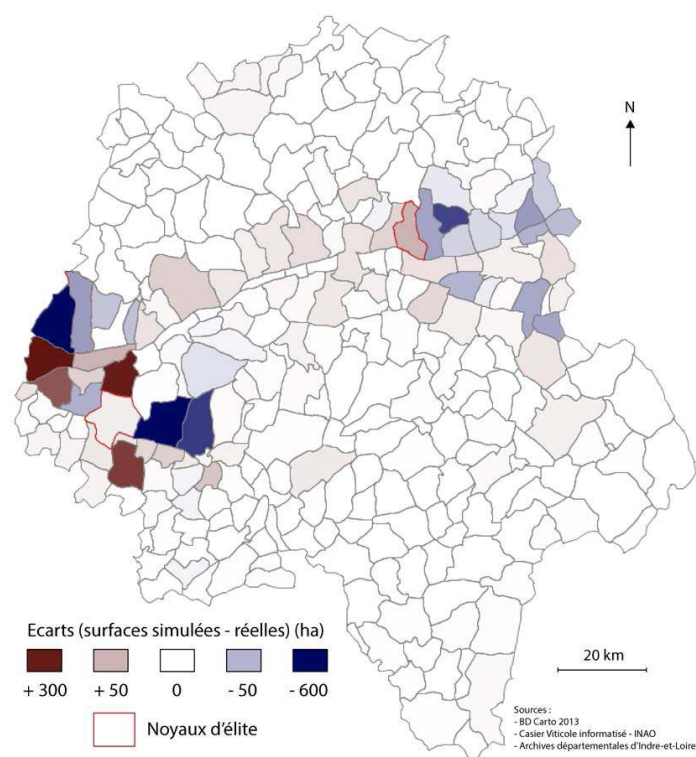 N
Ecarts (surfaces simulées - réelles) (ha)
+ 300 + 50 0 - 50 - 600
Noyaux d'élite
20 km
Sources :
- BD Carto 2013
- Casier Viticole informatisé - INAO
- Archives départementales d'Indre-et-Loire